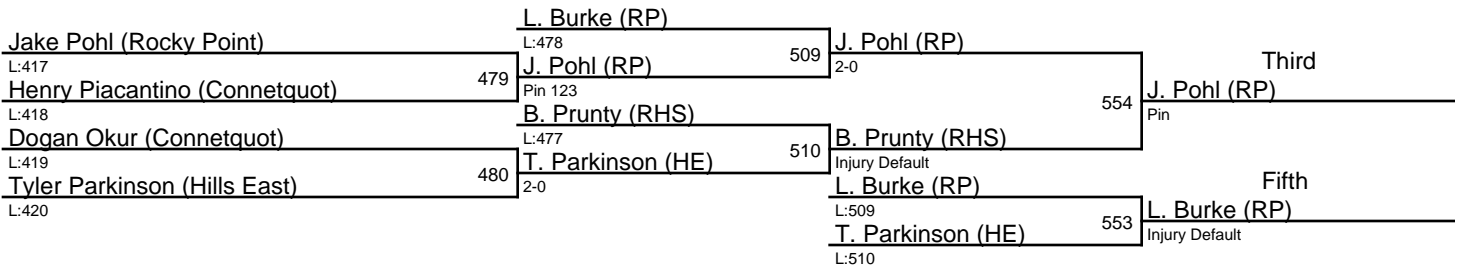 Jake Pohl (Rocky Point)
L:417
479
Henry Piacantino (Connetquot)
L:418
Dogan Okur (Connetquot)
L:419
480
Tyler Parkinson (Hills East)
L:420
L. Burke (RP)
L:478
509
J. Pohl (RP)
Pin 123
B. Prunty (RHS)
L:477
510
T. Parkinson (HE)
2-0
J. Pohl (RP)
2-0
554
B. Prunty (RHS)
Injury Default
L. Burke (RP)
L:509
553
T. Parkinson (HE)
L:510
Third
J. Pohl (RP)
Pin
Fifth
L. Burke (RP)
Injury Default